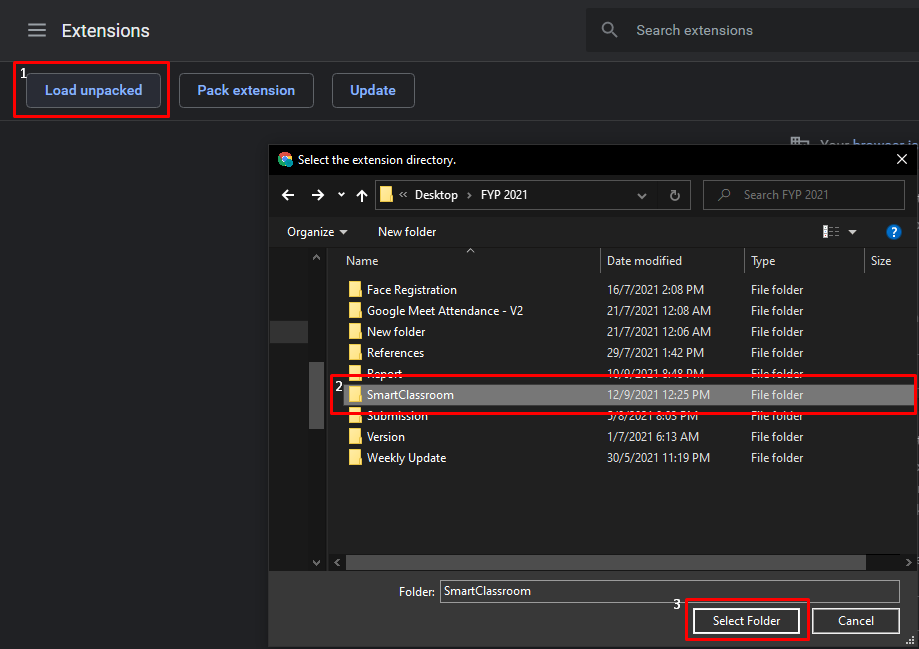 Extensions
Search extensions
1
Load unpacked
Pack extension
Update
Your browser is
Select the extension directory.
« Desktop › FYP 2021
Search FYP 2021
Organize
New folder
?
Name Date modified Type Size
Face Registration 16/7/2021 2:08 PM File folder
Google Meet Attendance - V2 21/7/2021 12:08 AM File folder
New folder 21/7/2021 12:06 AM File folder
References 29/7/2021 1:42 PM File folder
Report 10/9/2021 8:48 PM File folder
2
SmartClassroom 12/9/2021 12:25 PM File folder
Submission 5/8/2021 8:03 PM File folder
Version 1/7/2021 6:13 AM File folder
Weekly Update 30/5/2021 11:19 PM File folder
Folder: SmartClassroom
3
Select Folder
Cancel